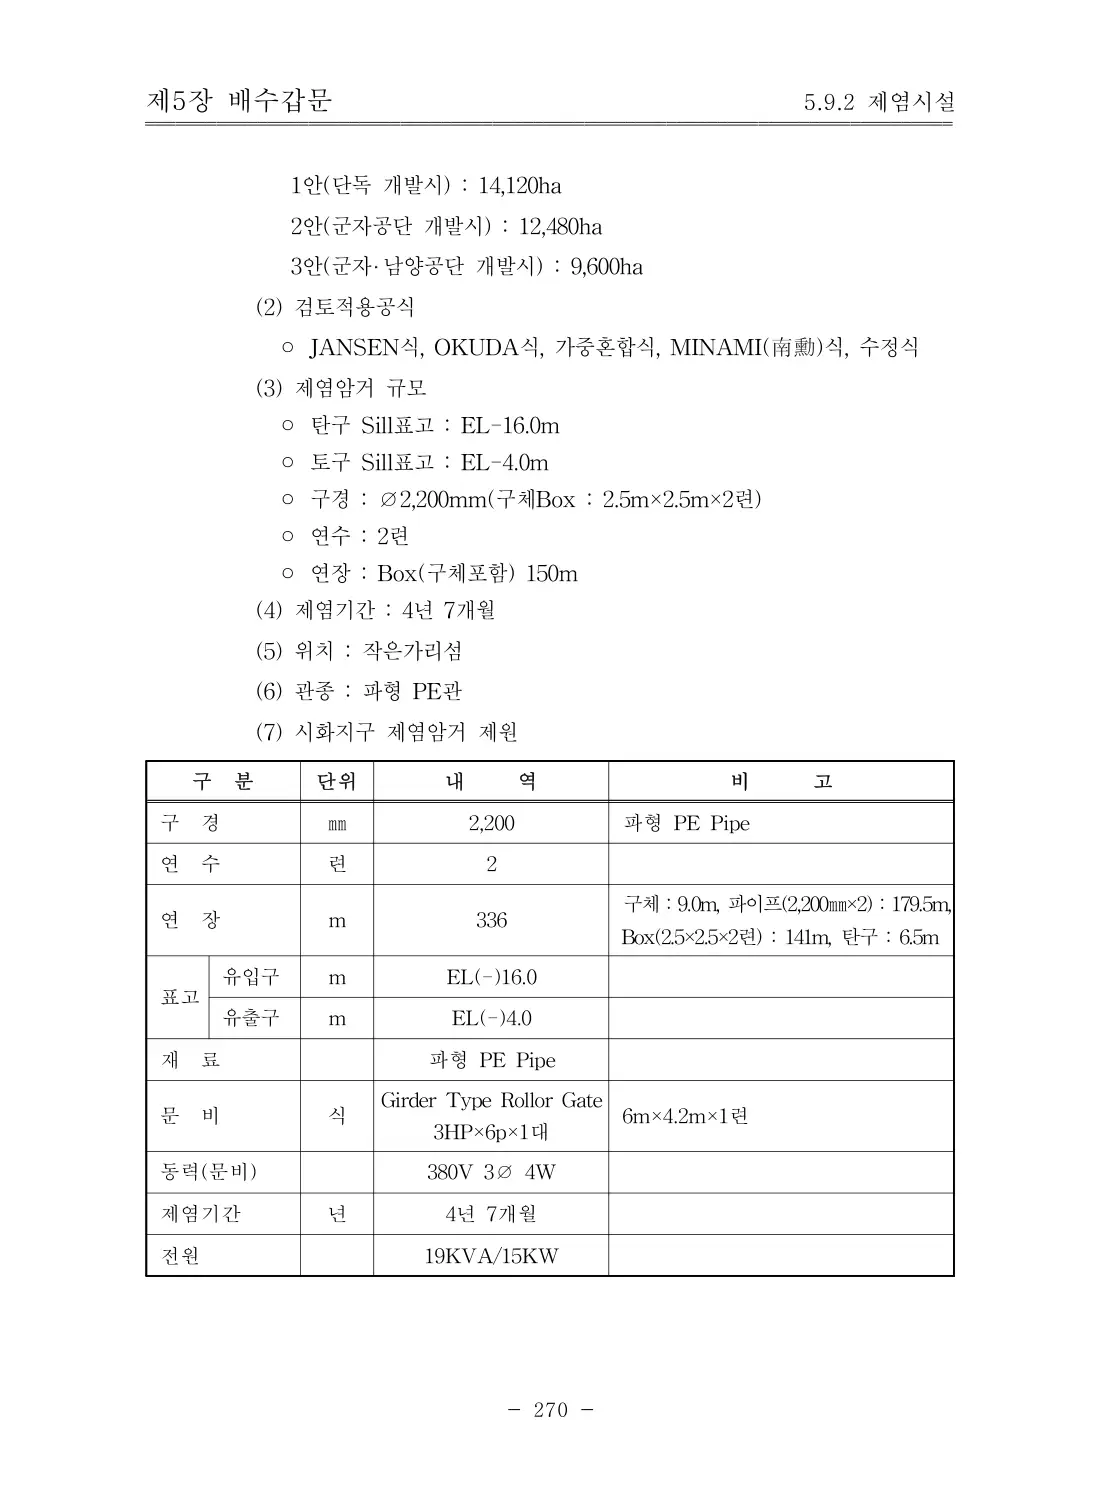 제5장 배수갑문
5.9.2 제염시설
1안(단독 개발시) : 14,120ha
2안(군자공단 개발시) : 12,480ha
3안(군자·남양공단 개발시) : 9,600ha
(2) 검토적용공식
○ JANSEN식, OKUDA식, 가중혼합식, MINAMI(南勳)식, 수정식
(3) 제염암거 규모
○ 탄구 Sill표고 : EL-16.0m
○ 토구 Sill표고 : EL-4.0m
○ 구경 : ∅2,200mm(구체Box : 2.5m×2.5m×2련)
○ 연수 : 2련
○ 연장 : Box(구체포함) 150m
(4) 제염기간 : 4년 7개월
(5) 위치 : 작은가리섬
(6) 관종 : 파형 PE관
(7) 시화지구 제염암거 제원
구 분 단위 내 역 비 고
구 경 ㎜ 2,200 파형 PE Pipe
연 수 련 2
연 장 m 336 구체 : 9.0m, 파이프(2,200㎜×2) : 179.5m,
Box(2.5×2.5×2련) : 141m, 탄구 : 6.5m
표고 유입구 m EL(-)16.0
유출구 m EL(-)4.0
재 료 파형 PE Pipe
문 비 식 Girder Type Rollor Gate
3HP×6p×1대 6m×4.2m×1련
동력(문비) 380V 3∅ 4W
제염기간 년 4년 7개월
전원 19KVA/15KW
- 270 -